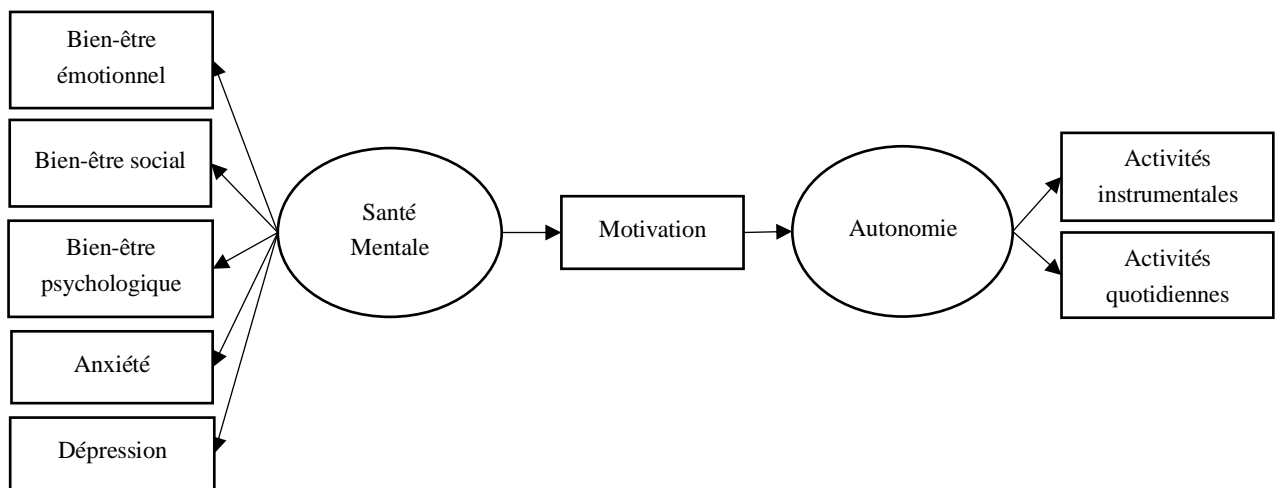 Bien-être
émotionnel
Bien-être social
Bien-être
psychologique
Anxiété
Dépression
Santé
Mentale
Motivation
Autonomie
Activités
instrumentales
Activités
quotidiennes